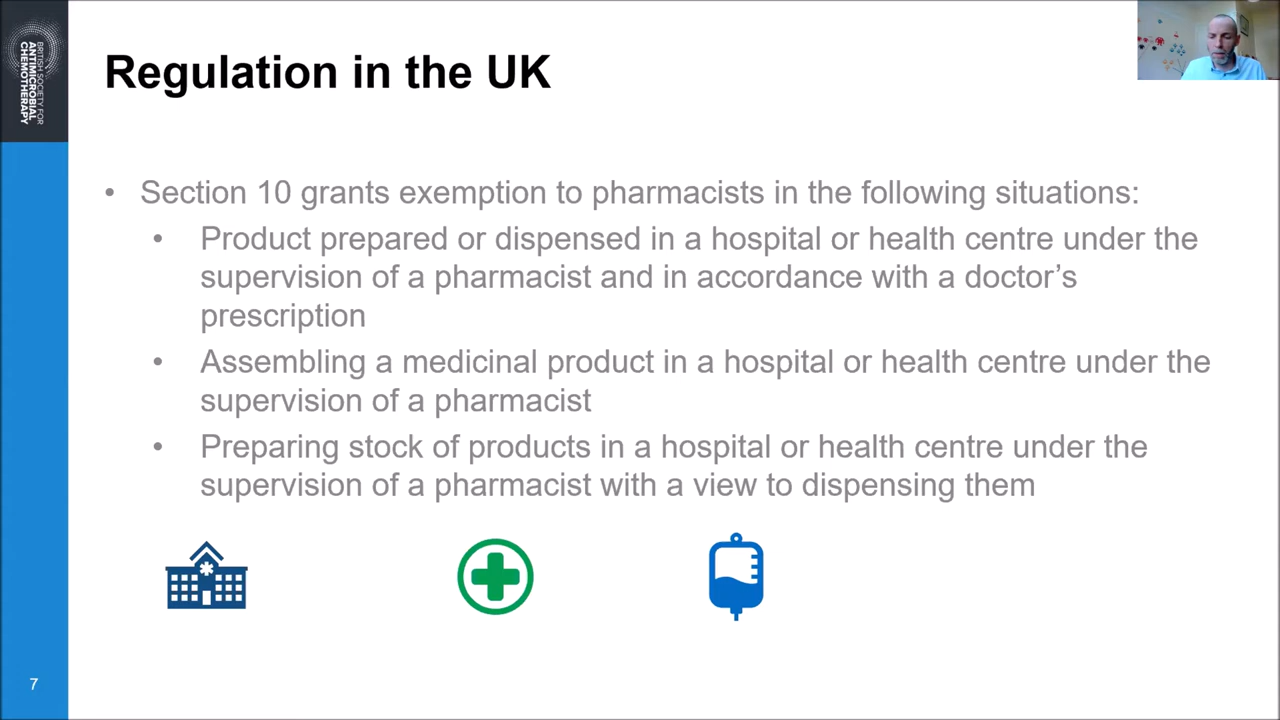 BRITISH SOCIETY FOR
ANTIMICROBIAL
CHEMOTHERAPY
Regulation in the UK
• Section 10 grants exemption to pharmacists in the following situations:
• Product prepared or dispensed in a hospital or health centre under the
supervision of a pharmacist and in accordance with a doctor’s
prescription
• Assembling a medicinal product in a hospital or health centre under the
supervision of a pharmacist
• Preparing stock of products in a hospital or health centre under the
supervision of a pharmacist with a view to dispensing them
7